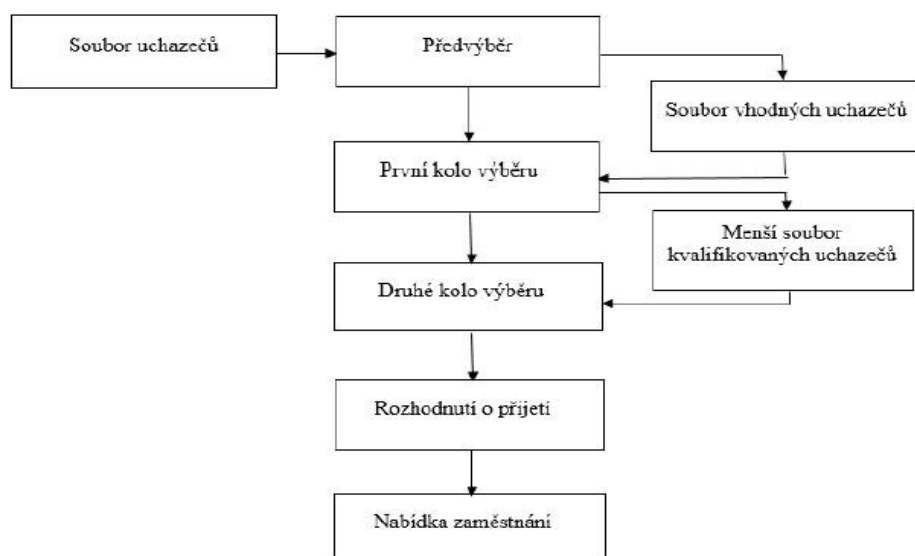 Soubor uchazečů
Předvýběr
Soubor vhodných uchazečů
První kolo výběru
Menší soubor
kvalifikovaných uchazečů
Druhé kolo výběru
Rozhodnutí o přijetí
Nabídka zaměstnání